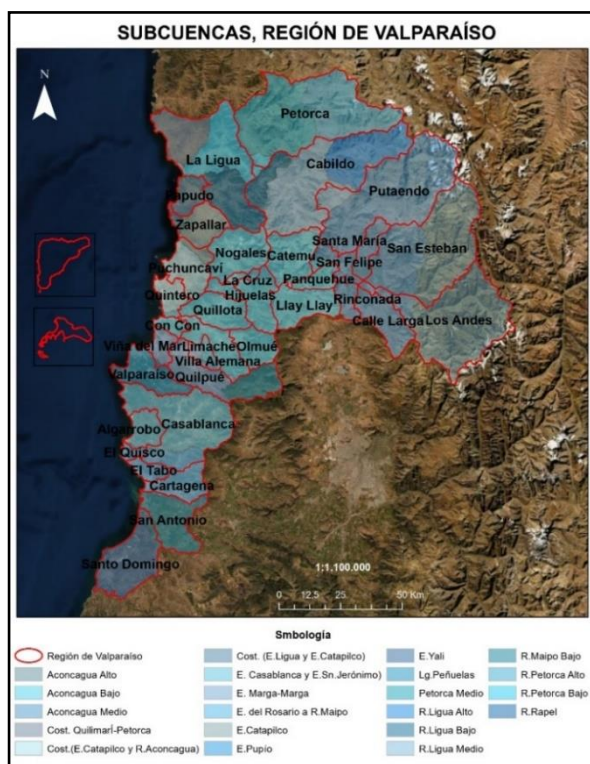 SUBCUENCAS, REGIÓN DE VALPARAÍSO
N
Petorca
La Ligua
Cabildo
Papudo
Putaendo
Zapallar
Santa María
Nogales
Catemu
San Esteban
San Felipe
Puchuncaví
La Cruz
Panquehue
Quintero
Hijuelas
Rinconada
Quillota
Llay Llay
Calle Larga
Los Andes
Con Con
Viña del Mar
Limache
Olmué
Villa Alemana
Valparaíso
Quilpué
Algarrobo
Casablanca
El Quisco
El Tabo
Cartagena
San Antonio
Santo Domingo
1:1.100.000
0 12.5 25 50 Km
Smbología
Región de Valparaíso
Aconcagua Alto
Aconcagua Bajo
Aconcagua Medio
Cost. QuilimarÍ-Petorca
Cost.(E.Catapilco y R.Aconcagua)
Cost. (E.Ligua y E.Catapilco)
E. Casablanca y E.Sn.Jerónimo)
E. Marga-Marga
E. del Rosario a R.Maipo
E.Catapilco
E.Pupío
E.Yali
Lg.Peñuelas
Petorca Medio
R.Ligua Alto
R.Ligua Bajo
R.Ligua Medio
R.Maipo Bajo
R.Petorca Alto
R.Petorca Bajo
R.Rapel